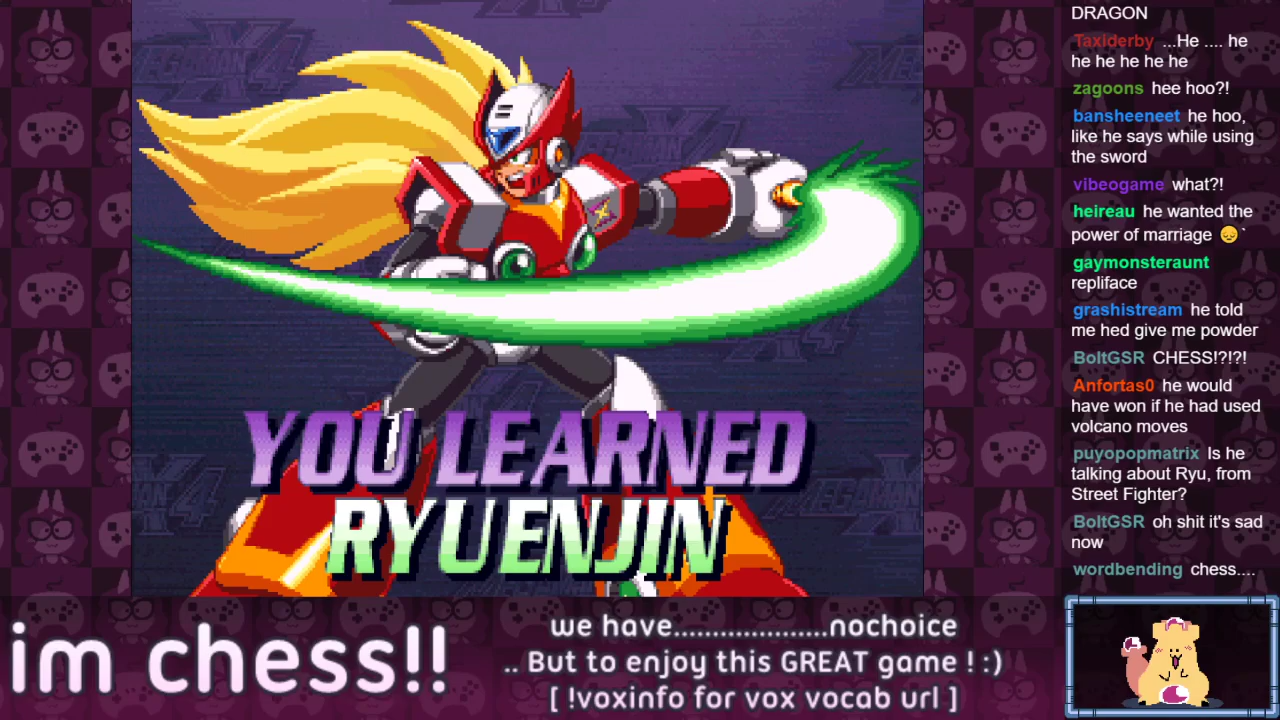 YOU LEARNED
RYUENJIN
DRAGON
Taxiderby ...He .... he
he he he he he
zagoons hee hoo?!
bansheeneet he hoo,
like he says while using
the sword
vibeogame what?!
heireau he wanted the
power of marriage 😔`
gaymonsteraunt
repliface
grashistream he told
me hed give me powder
BoltGSR CHESS!?!?!
Anfortas0 he would
have won if he had used
volcano moves
puyopopmatrix Is he
talking about Ryu, from
Street Fighter?
BoltGSR oh shit it's sad
now
wordbending chess....
im chess!!
we have...................nochoice
.. But to enjoy this GREAT game ! :)
[ !voxinfo for vox vocab url ]